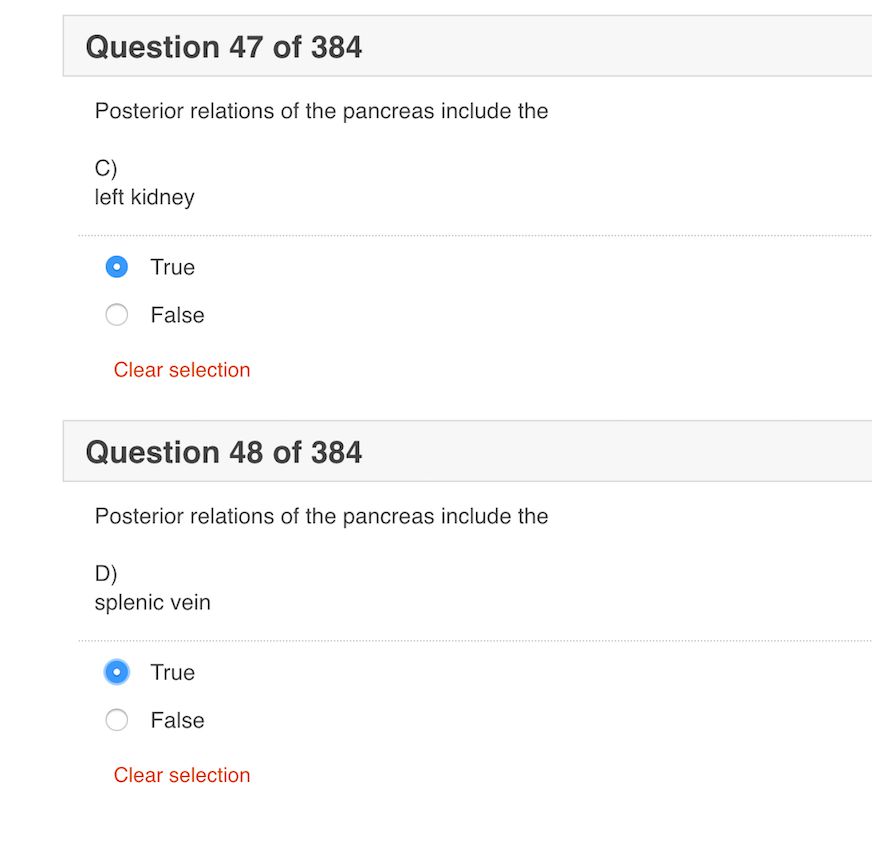 Question 47 of 384
Posterior relations of the pancreas include the
C)
left kidney
True
False
Clear selection
Question 48 of 384
Posterior relations of the pancreas include the
D)
splenic vein
True
False
Clear selection